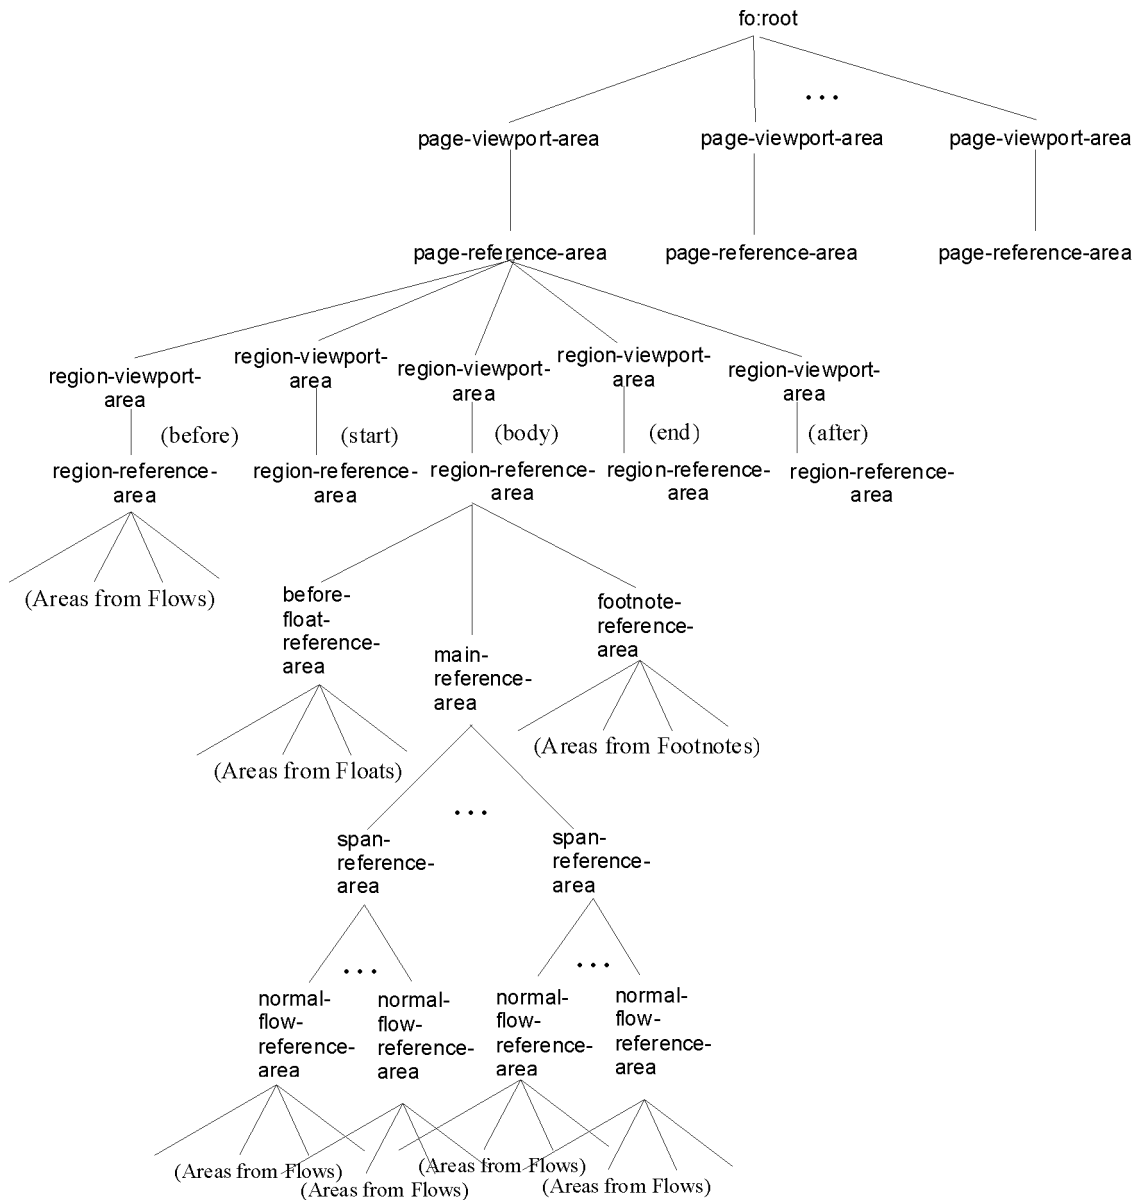 fo:root
...
page-viewport-area
page-viewport-area
page-viewport-area
page-reference-area
page-reference-area
page-reference-area
region-viewport-
area
region-viewport-
area
region-viewport-
area
region-viewport-
area
region-viewport-
area
(before)
(start)
(body)
(end)
(after)
region-reference-
area
region-reference-
area
region-reference-
area
region-reference-
area
region-reference-
area
(Areas from Flows)
before-
float-
reference-
area
main-
reference-
area
footnote-
reference-
area
(Areas from Floats)
(Areas from Footnotes)
...
span-
reference-
area
span-
reference-
area
...
...
normal-
flow-
reference-
area
normal-
flow-
reference-
area
normal-
flow-
reference-
area
normal-
flow-
reference-
area
(Areas from Flows)
(Areas from Flows)
(Areas from Flows)
(Areas from Flows)